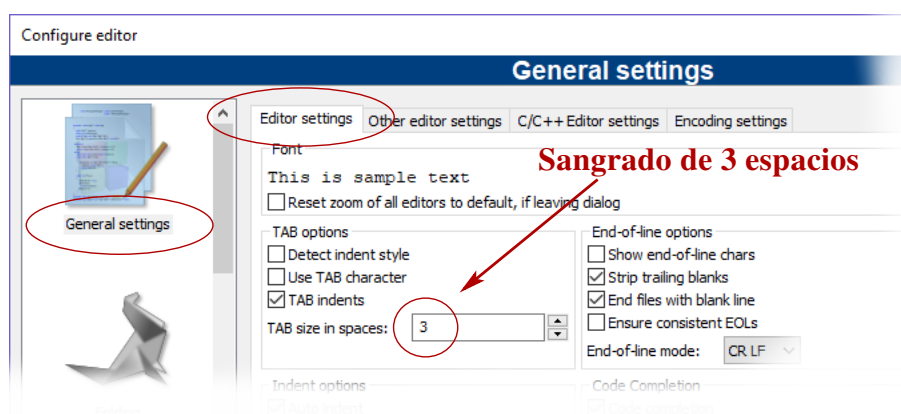 Configure editor
General settings
General settings
Editor settings Other editor settings C/C++ Editor settings Encoding settings
Font
This is sample text
Sangrado de 3 espacios
Reset zoom of all editors to default, if leaving dialog
TAB options
Detect indent style
Use TAB character
TAB indents
TAB size in spaces: 3
End-of-line options
Show end-of-line chars
Strip trailing blanks
End files with blank line
Ensure consistent EOLs
End-of-line mode: CR LF
Indent options
Auto indent
Code Completion
Code completion